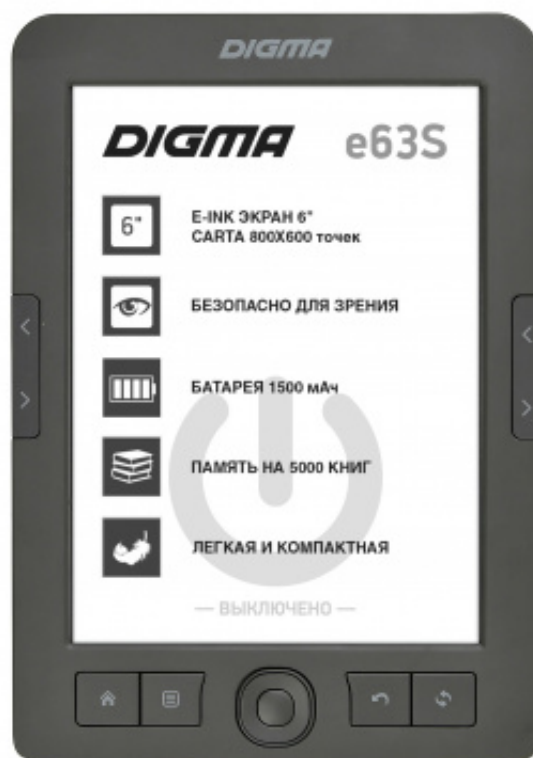 DIGMA
DIGMA e63S
6"
E-INK ЭКРАН 6"
CARTA 800X600 точек
БЕЗОПАСНО ДЛЯ ЗРЕНИЯ
БАТАРЕЯ 1500 мАч
ПАМЯТЬ НА 5000 КНИГ
ЛЕГКАЯ И КОМПАКТНАЯ
— ВЫКЛЮЧЕНО —